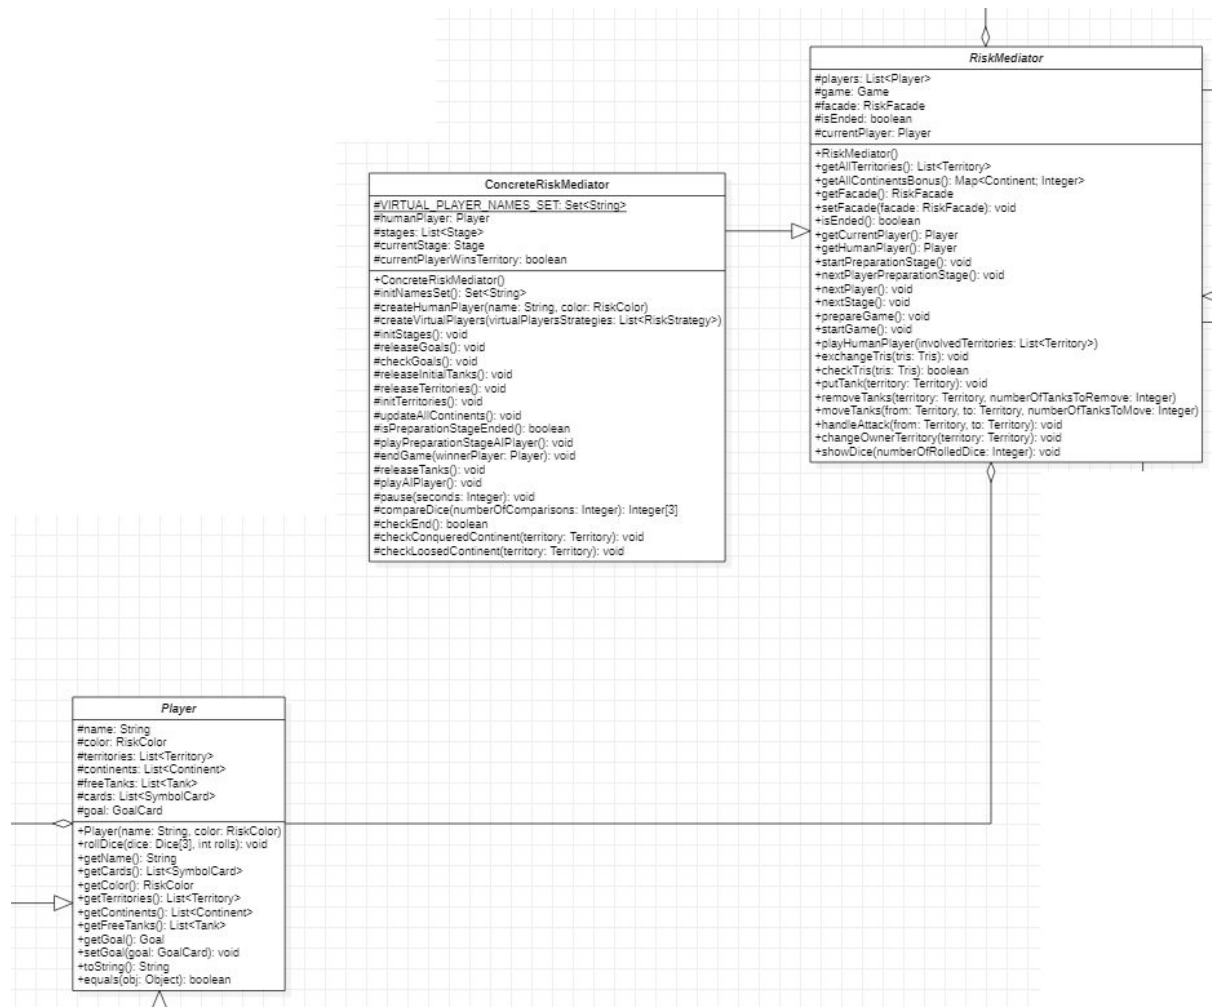 RiskMediator
#players: List<Player>
#game: Game
#facade: RiskFacade
#isEnded: boolean
#currentPlayer: Player
+RiskMediator()
+getAllTerritories(): List<Territory>
+getAllContinentsBonus(): Map<Continent; Integer>
+getFacade(): RiskFacade
+setFacade(facade: RiskFacade): void
+isEnded(): boolean
+getCurrentPlayer(): Player
+getHumanPlayer(): Player
+startPreparationStage(): void
+nextPlayerPreparationStage(): void
+nextPlayer(): void
+nextStage(): void
+prepareGame(): void
+startGame(): void
+playHumanPlayer(involvedTerritories: List<Territory>)
+exchangeTris(tris: Tris): void
+checkTris(tris: Tris): boolean
+putTank(territory: Territory): void
+removeTanks(territory: Territory, numberOfTanksToRemove: Integer)
+moveTanks(from: Territory, to: Territory, numberOfTanksToMove: Integer)
+handleAttack(from: Territory, to: Territory): void
+changeOwnerTerritory(territory: Territory): void
+showDice(numberOfRolledDice: Integer): void
ConcreteRiskMediator
#VIRTUAL_PLAYER_NAMES_SET: Set<String>
#humanPlayer: Player
#stages: List<Stage>
#currentStage: Stage
#currentPlayerWinsTerritory: boolean
+ConcreteRiskMediator()
#initNamesSet(): Set<String>
#createHumanPlayer(name: String, color: RiskColor)
#createVirtualPlayers(virtualPlayersStrategies: List<RiskStrategy>)
#initStages(): void
#releaseGoals(): void
#checkGoals(): void
#releaseInitialTanks(): void
#releaseTerritories(): void
#initTerritories(): void
#updateAllContinents(): void
#isPreparationStageEnded(): boolean
#playPreparationStageAIPlayer(): void
#endGame(winnerPlayer: Player): void
#releaseTanks(): void
#playAIPlayer(): void
#pause(seconds: Integer): void
#compareDice(numberOfComparisons: Integer): Integer[3]
#checkEnd(): boolean
#checkConqueredContinent(territory: Territory): void
#checkLoosedContinent(territory: Territory): void
Player
#name: String
#color: RiskColor
#territories: List<Territory>
#continents: List<Continent>
#freeTanks: List<Tank>
#cards: List<SymbolCard>
#goal: GoalCard
+Player(name: String, color: RiskColor)
+rollDice(dice: Dice[3], int rolls): void
+getName(): String
+getCards(): List<SymbolCard>
+getColor(): RiskColor
+getTerritories(): List<Territory>
+getContinents(): List<Continent>
+getFreeTanks(): List<Tank>
+getGoal(): Goal
+setGoal(goal: GoalCard): void
+toString(): String
+equals(obj: Object): boolean